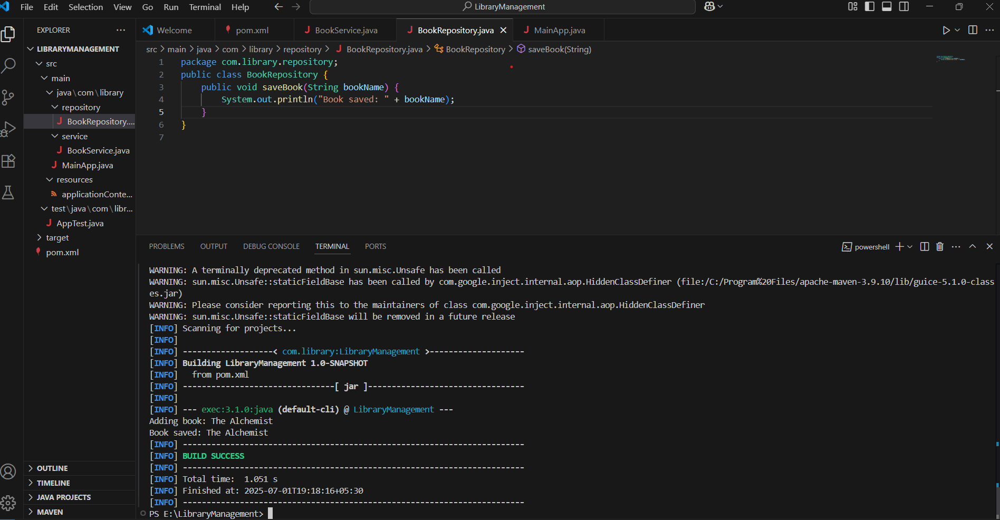 File Edit Selection View Go Run Terminal Help
LibraryManagement
EXPLORER
LIBRARYMANAGEMENT
src
main
java\com\library
repository
BookRepository....
service
BookService.java
MainApp.java
resources
applicationConte...
test\java\com\libr...
AppTest.java
target
pom.xml
OUTLINE
TIMELINE
JAVA PROJECTS
MAVEN
Welcome pom.xml BookService.java BookRepository.java MainApp.java
src > main > java > com > library > repository > BookRepository.java > BookRepository > saveBook(String)
1 package com.library.repository;
2 public class BookRepository {
3 public void saveBook(String bookName) {
4 System.out.println("Book saved: " + bookName);
5 }
6 }
7
PROBLEMS OUTPUT DEBUG CONSOLE TERMINAL PORTS
powershell
WARNING: A terminally deprecated method in sun.misc.Unsafe has been called
WARNING: sun.misc.Unsafe::staticFieldBase has been called by com.google.inject.internal.aop.HiddenClassDefiner (file:/C:/Program%20Files/apache-maven-3.9.10/lib/guice-5.1.0-class
es.jar)
WARNING: Please consider reporting this to the maintainers of class com.google.inject.internal.aop.HiddenClassDefiner
WARNING: sun.misc.Unsafe::staticFieldBase will be removed in a future release
[INFO] Scanning for projects...
[INFO]
[INFO] -------------------< com.library:LibraryManagement >--------------------
[INFO] Building LibraryManagement 1.0-SNAPSHOT
[INFO]   from pom.xml
[INFO] --------------------------------[ jar ]---------------------------------
[INFO]
[INFO] --- exec:3.1.0:java (default-cli) @ LibraryManagement ---
Adding book: The Alchemist
Book saved: The Alchemist
[INFO] ------------------------------------------------------------------------
[INFO] BUILD SUCCESS
[INFO] ------------------------------------------------------------------------
[INFO] Total time:  1.051 s
[INFO] Finished at: 2025-07-01T19:18:16+05:30
[INFO] ------------------------------------------------------------------------
PS E:\LibraryManagement>